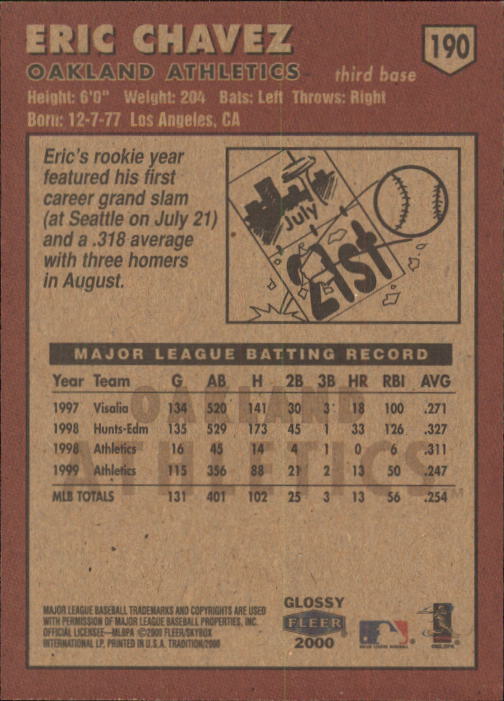 ERIC CHAVEZ
190
OAKLAND ATHLETICS third base
Height: 6'0" Weight: 204 Bats: Left Throws: Right
Born: 12-7-77 Los Angeles, CA
Eric's rookie year
featured his first
career grand slam
(at Seattle on July 21)
and a .318 average
with three homers
in August.
July
21st
MAJOR LEAGUE BATTING RECORD
Year Team G AB H 2B 3B HR RBI AVG
1997 Visalia 134 520 141 30 3 18 100 .271
1998 Hunts-Edm 135 529 173 45 1 33 126 .327
1998 Athletics 16 45 14 4 1 0 6 .311
1999 Athletics 115 356 88 21 2 13 50 .247
MLB TOTALS 131 401 102 25 3 13 56 .254
OAKLAND
ATHLETICS
TM
MAJOR LEAGUE BASEBALL TRADEMARKS AND COPYRIGHTS ARE USED
WITH PERMISSION OF MAJOR LEAGUE BASEBALL PROPERTIES, INC.
OFFICIAL LICENSEE—MLBPA ©2000 FLEER/SKYBOX
INTERNATIONAL LP, PRINTED IN U.S.A. TRADITION/2000
GLOSSY
FLEER
2000
MAJOR LEAGUE BASEBALL
©MLBPA